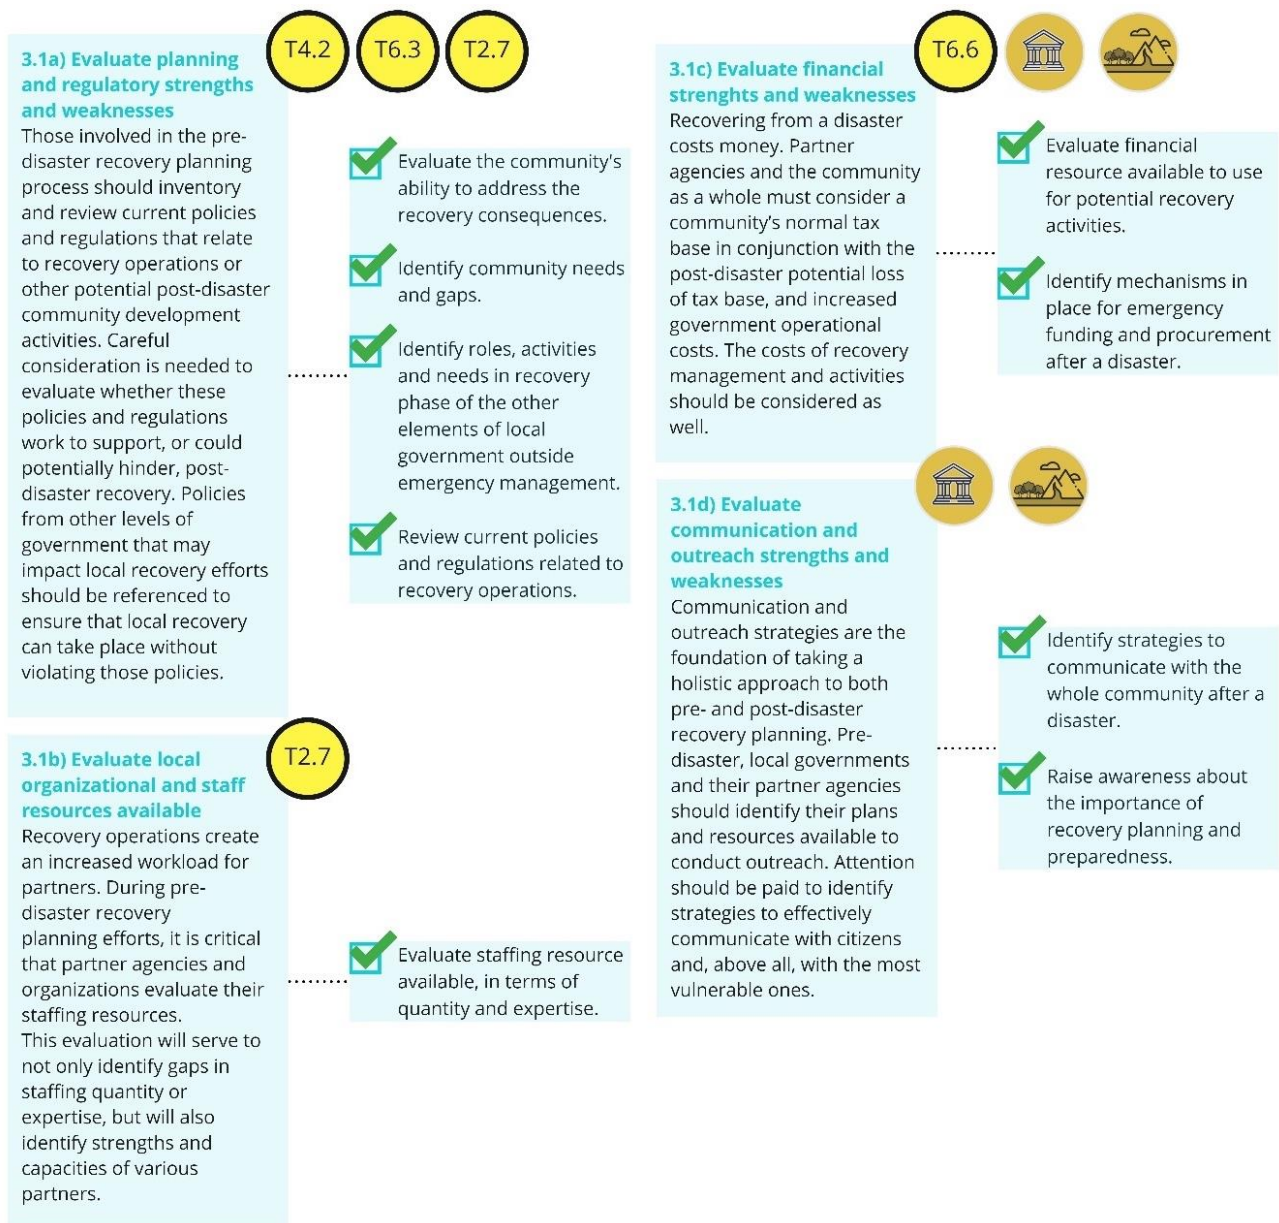 T4.2
T6.3
T2.7
3.1a) Evaluate planning
and regulatory strengths
and weaknesses
Those involved in the pre-
disaster recovery planning
process should inventory
and review current policies
and regulations that relate
to recovery operations or
other potential post-disaster
community development
activities. Careful
consideration is needed to
evaluate whether these
policies and regulations
work to support, or could
potentially hinder, post-
disaster recovery. Policies
from other levels of
government that may
impact local recovery efforts
should be referenced to
ensure that local recovery
can take place without
violating those policies.
Evaluate the community's
ability to address the
recovery consequences.
Identify community needs
and gaps.
Identify roles, activities
and needs in recovery
phase of the other
elements of local
government outside
emergency management.
Review current policies
and regulations related to
recovery operations.
T2.7
3.1b) Evaluate local
organizational and staff
resources available
Recovery operations create
an increased workload for
partners. During pre-
disaster recovery
planning efforts, it is critical
that partner agencies and
organizations evaluate their
staffing resources.
This evaluation will serve to
not only identify gaps in
staffing quantity or
expertise, but will also
identify strengths and
capacities of various
partners.
Evaluate staffing resource
available, in terms of
quantity and expertise.
T6.6
3.1c) Evaluate financial
strenghts and weaknesses
Recovering from a disaster
costs money. Partner
agencies and the community
as a whole must consider a
community's normal tax
base in conjunction with the
post-disaster potential loss
of tax base, and increased
government operational
costs. The costs of recovery
management and activities
should be considered as
well.
Evaluate financial
resource available to use
for potential recovery
activities.
Identify mechanisms in
place for emergency
funding and procurement
after a disaster.
3.1d) Evaluate
communication and
outreach strengths and
weaknesses
Communication and
outreach strategies are the
foundation of taking a
holistic approach to both
pre- and post-disaster
recovery planning. Pre-
disaster, local governments
and their partner agencies
should identify their plans
and resources available to
conduct outreach. Attention
should be paid to identify
strategies to effectively
communicate with citizens
and, above all, with the most
vulnerable ones.
Identify strategies to
communicate with the
whole community after a
disaster.
Raise awareness about
the importance of
recovery planning and
preparedness.